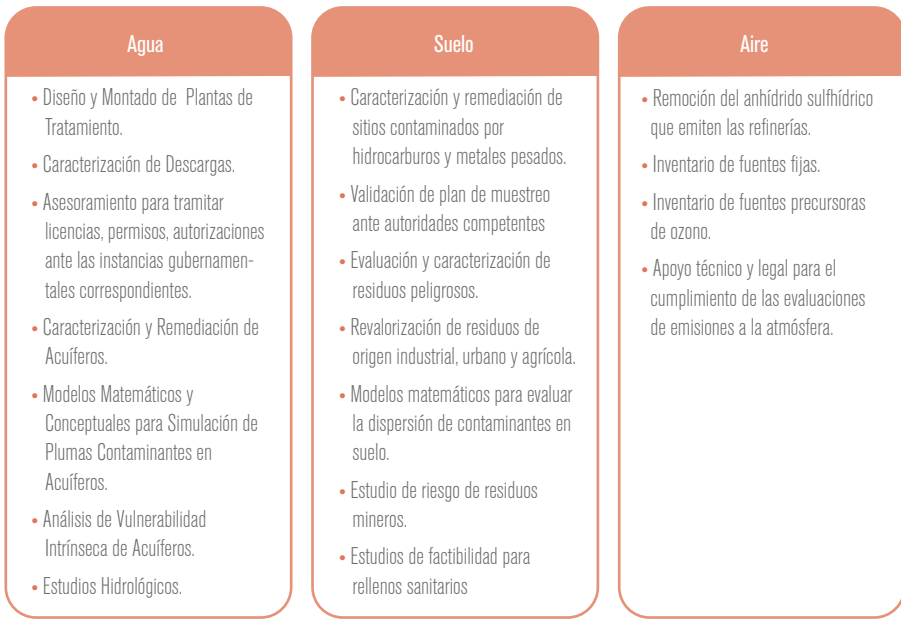 Agua
• Diseño y Montado de Plantas de
Tratamiento.
• Caracterización de Descargas.
• Asesoramiento para tramitar
licencias, permisos, autorizaciones
ante las instancias gubernamen-
tales correspondientes.
• Caracterización y Remediación de
Acuíferos.
• Modelos Matemáticos y
Conceptuales para Simulación de
Plumas Contaminantes en
Acuíferos.
• Análisis de Vulnerabilidad
Intrínseca de Acuíferos.
• Estudios Hidrológicos.
Suelo
• Caracterización y remediación de
sitios contaminados por
hidrocarburos y metales pesados.
• Validación de plan de muestreo
ante autoridades competentes
• Evaluación y caracterización de
residuos peligrosos.
• Revalorización de residuos de
origen industrial, urbano y agrícola.
• Modelos matemáticos para evaluar
la dispersión de contaminantes en
suelo.
• Estudio de riesgo de residuos
mineros.
• Estudios de factibilidad para
rellenos sanitarios
Aire
• Remoción del anhídrido sulfhídrico
que emiten las refinerías.
• Inventario de fuentes fijas.
• Inventario de fuentes precursoras
de ozono.
• Apoyo técnico y legal para el
cumplimiento de las evaluaciones
de emisiones a la atmósfera.